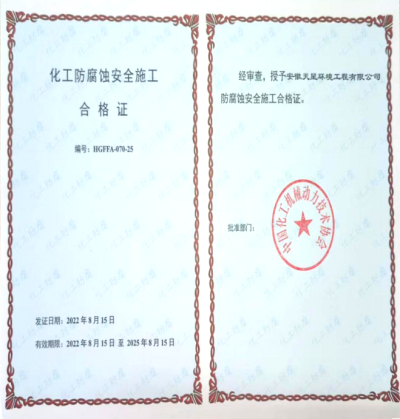 化工防腐蚀安全施工
合格证
编号：HGFFA-070-25
发证日期：2022年8月15日
有效期限：2022年8月15日 至 2025年8月15日
经审查，授予安徽天星环境工程有限公司
防腐蚀安全施工合格证。
批准部门：
中国化工机械动力技术协会